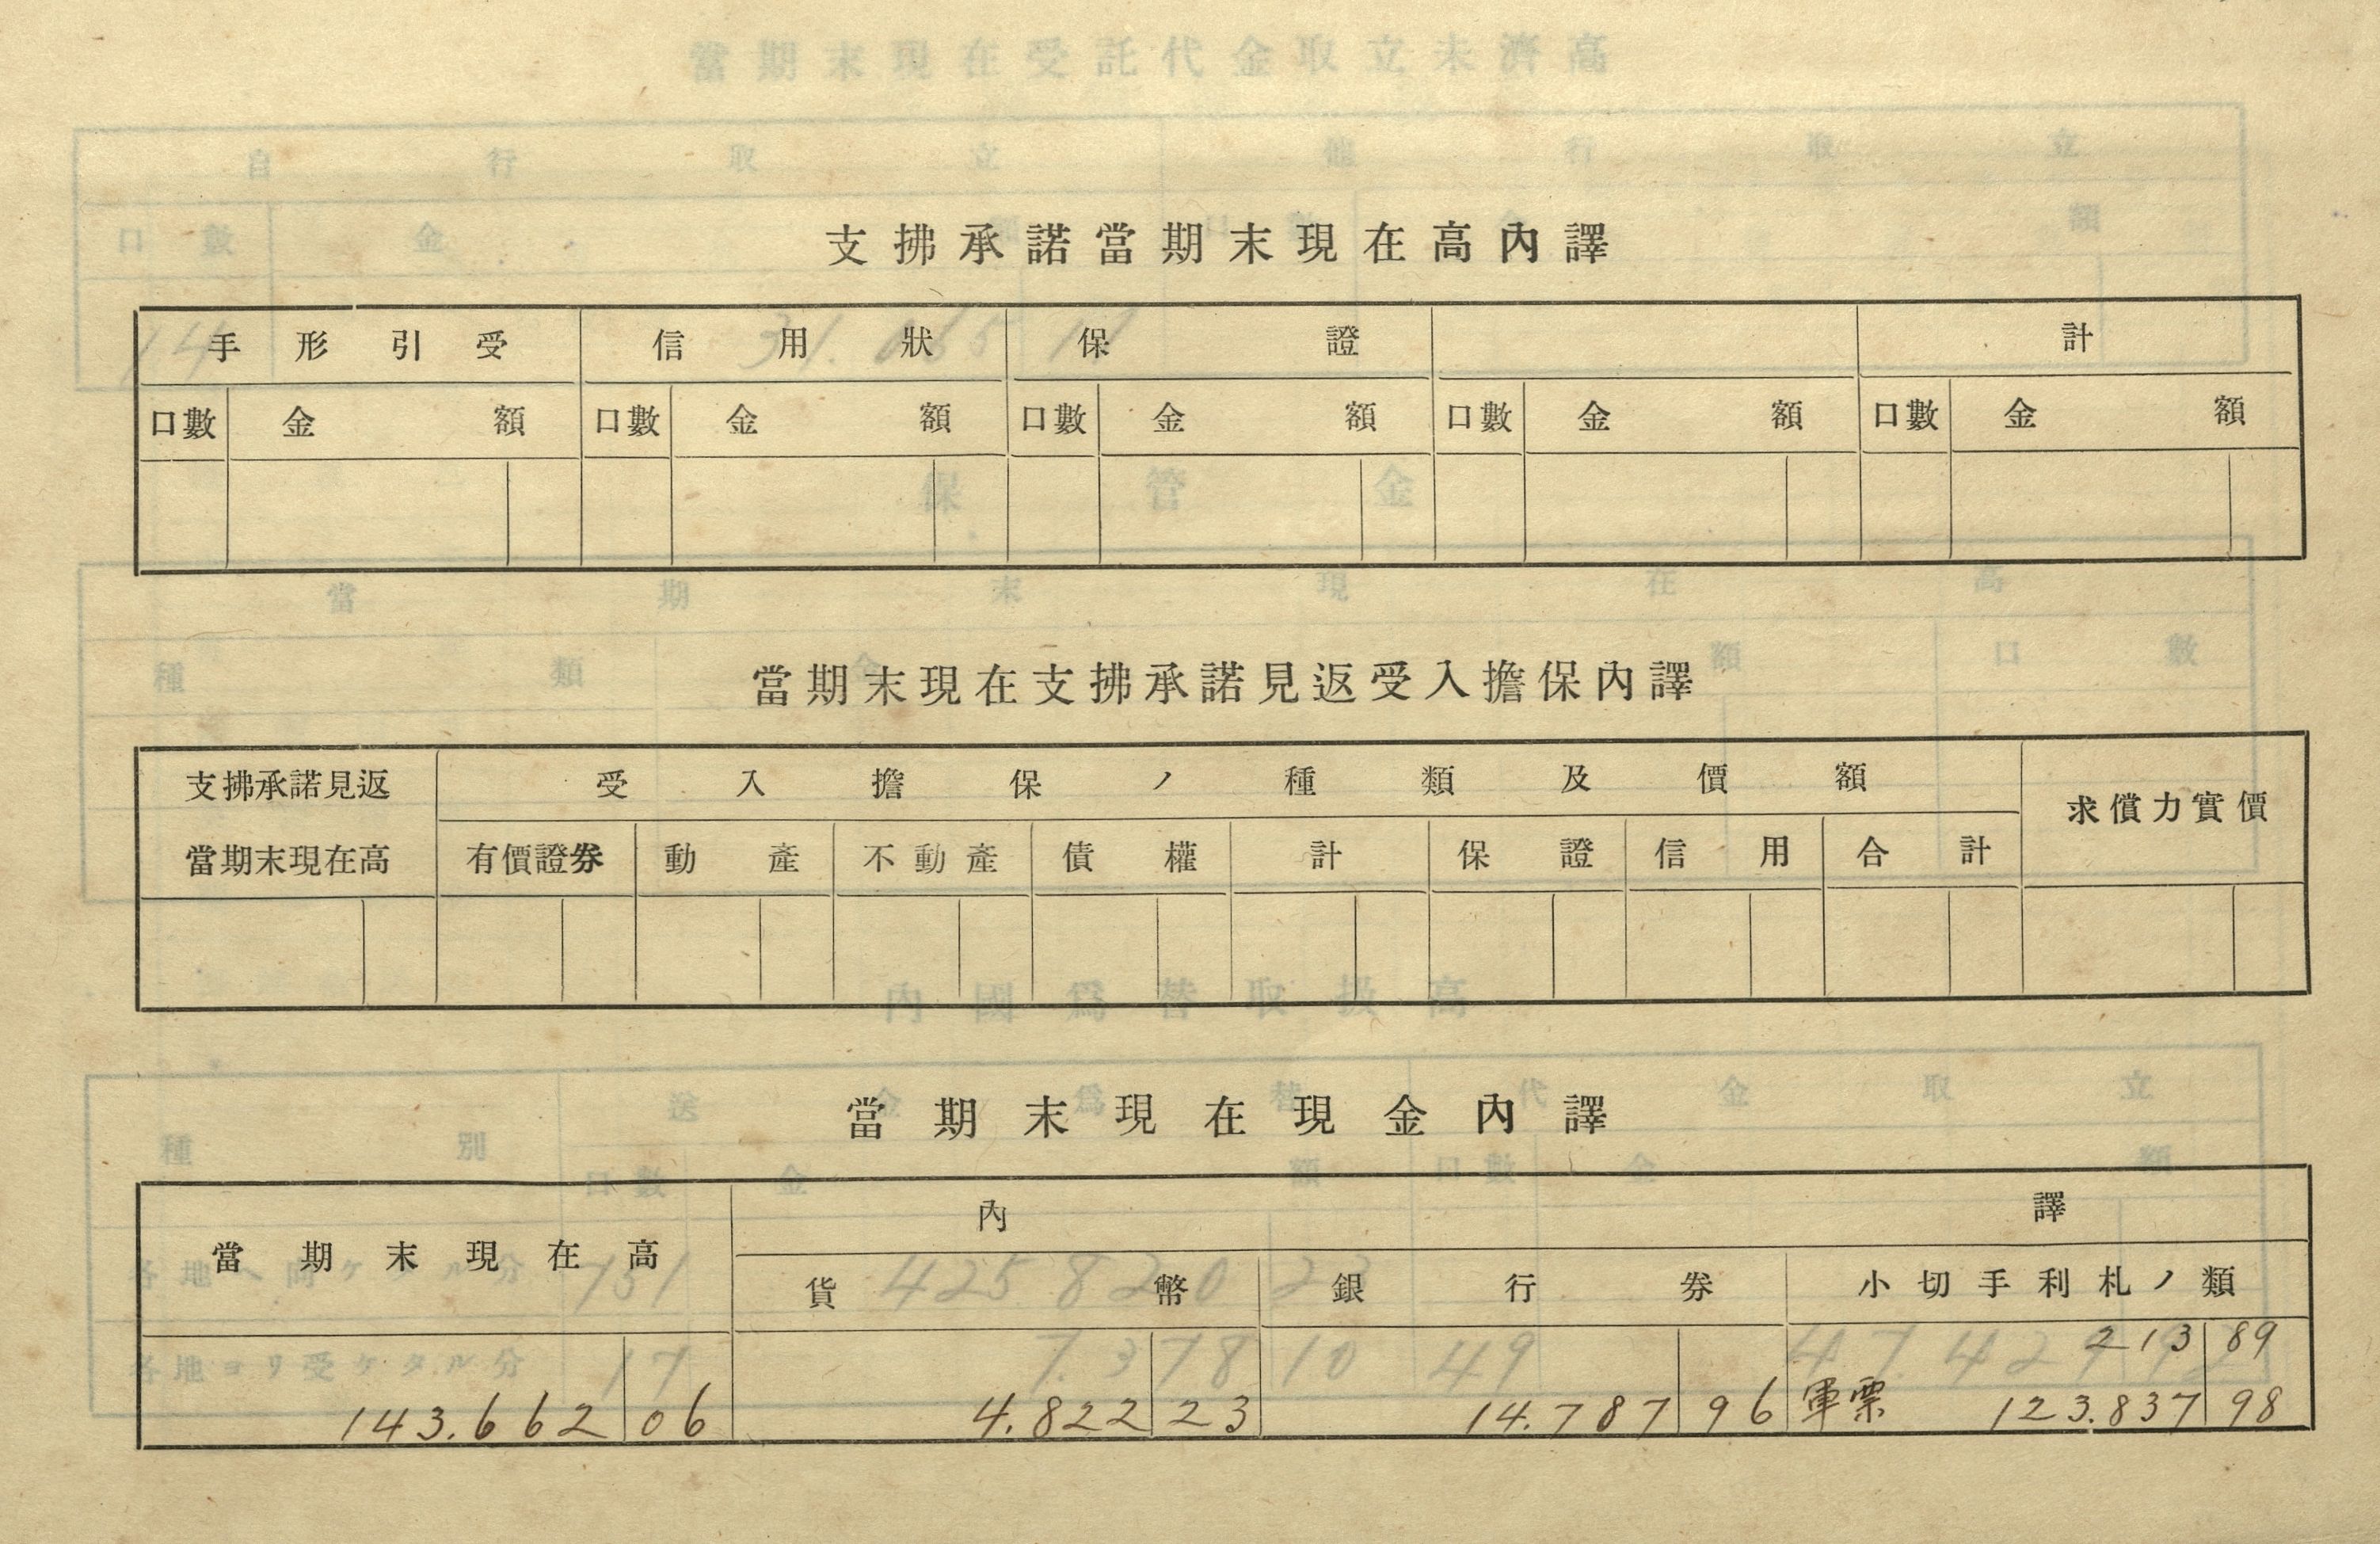 支拂承諾當期末現在高內譯
手形引受 信用狀 保證 計
口數 金額 口數 金額 口數 金額 口數 金額 口數 金額
當期末現在支拂承諾見返受入擔保內譯
支拂承諾見返 受入擔保ノ種類及價額 求償力實價
當期末現在高 有價證券 動產 不動產 債權 計 保證 信用 合計
當期末現在現金內譯
當期末現在高 內譯
貨幣 銀行券 小切手利札ノ類
213 89
143.662 06 4.822 23 14.787 96 軍票 123.837 98